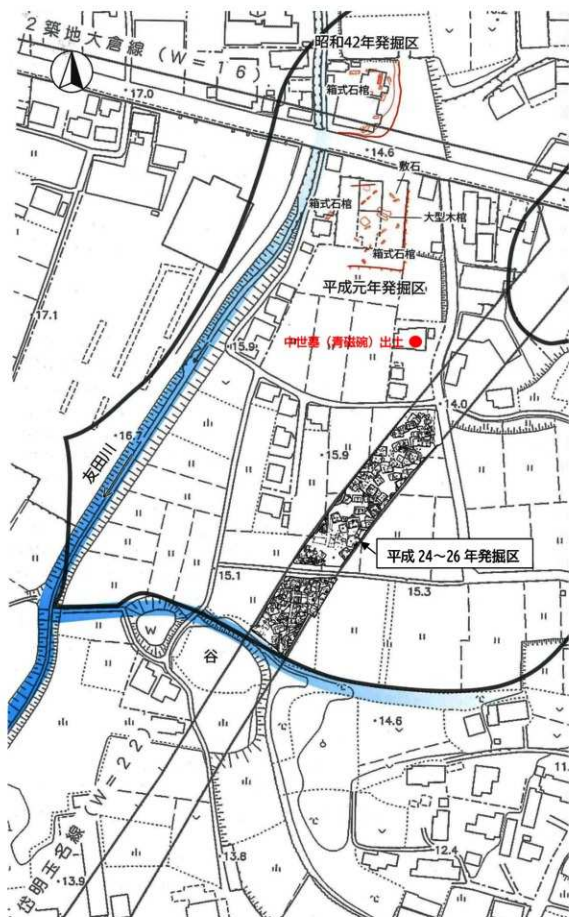 2築地大倉線（W=16）
昭和42年発掘区
箱式石棺
17.0
14.6
敷石
箱式石棺
大型木棺
箱式石棺
平成元年発掘区
17.1
中世墓（青磁碗）出土
15.9
14.0
16.7
友田川
15.9
平成24～26年発掘区
15.1
15.3
W
谷
14.6
岱明玉名線（W=22）
13.9
13.8
12.4